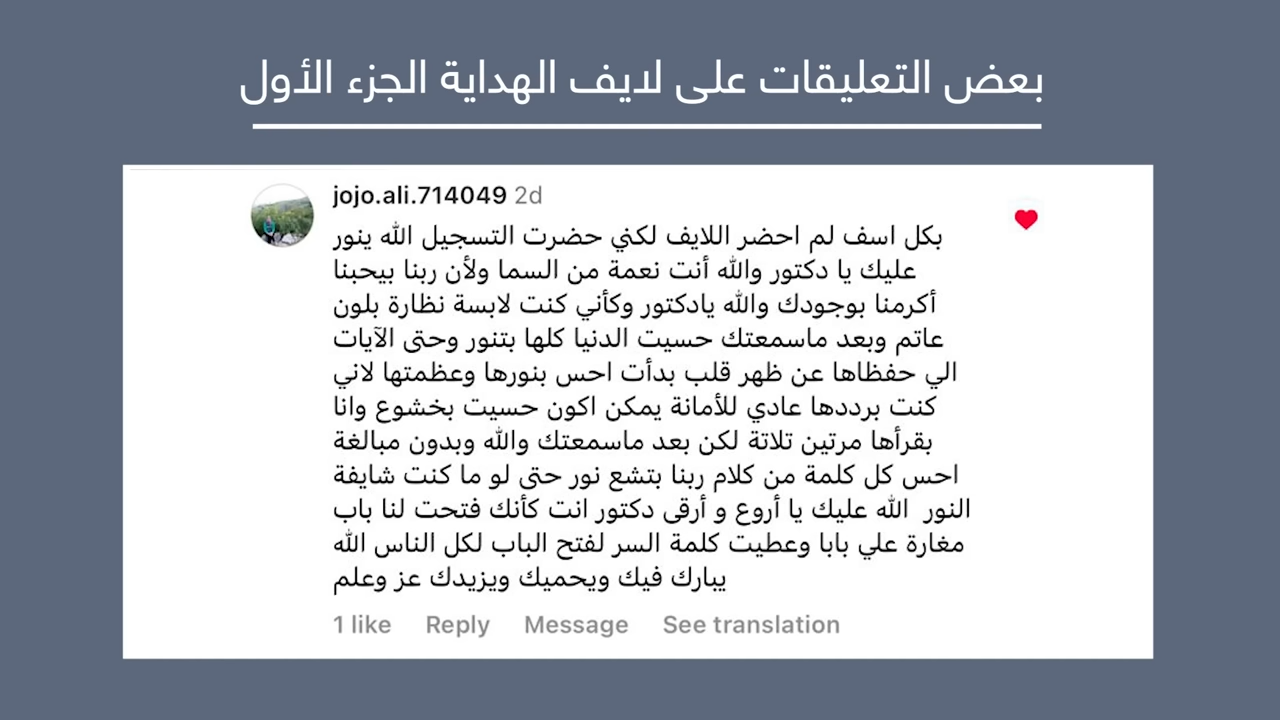 بعض التعليقات على لايف الهداية الجزء الأول
jojo.ali.714049 2d
بكل اسف لم احضر اللايف لكني حضرت التسجيل الله ينور
عليك يا دكتور والله أنت نعمة من السما ولأن ربنا بيحبنا
أكرمنا بوجودك والله يادكتور وكأني كنت لابسة نظارة بلون
عاتم وبعد ماسمعتك حسيت الدنيا كلها بتنور وحتى الآيات
الي حفظاها عن ظهر قلب بدأت احس بنورها وعظمتها لاني
كنت برددها عادي للأمانة يمكن اكون حسيت بخشوع وانا
بقرأها مرتين تلاتة لكن بعد ماسمعتك والله وبدون مبالغة
احس كل كلمة من كلام ربنا بتشع نور حتى لو ما كنت شايفة
النور الله عليك يا أروع و أرقى دكتور انت كأنك فتحت لنا باب
مغارة علي بابا وعطيت كلمة السر لفتح الباب لكل الناس الله
يبارك فيك ويحميك ويزيدك عز وعلم
1 like Reply Message See translation